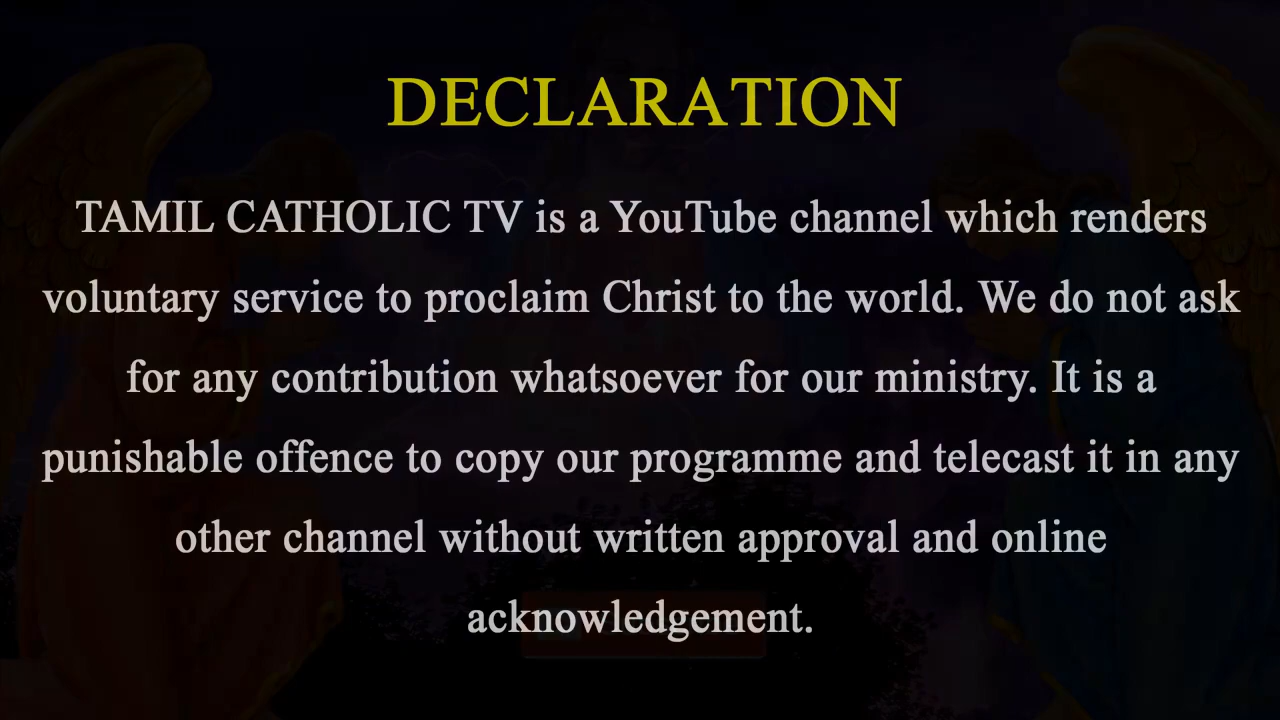 DECLARATION
TAMIL CATHOLIC TV is a YouTube channel which renders
voluntary service to proclaim Christ to the world. We do not ask
for any contribution whatsoever for our ministry. It is a
punishable offence to copy our programme and telecast it in any
other channel without written approval and online
acknowledgement.